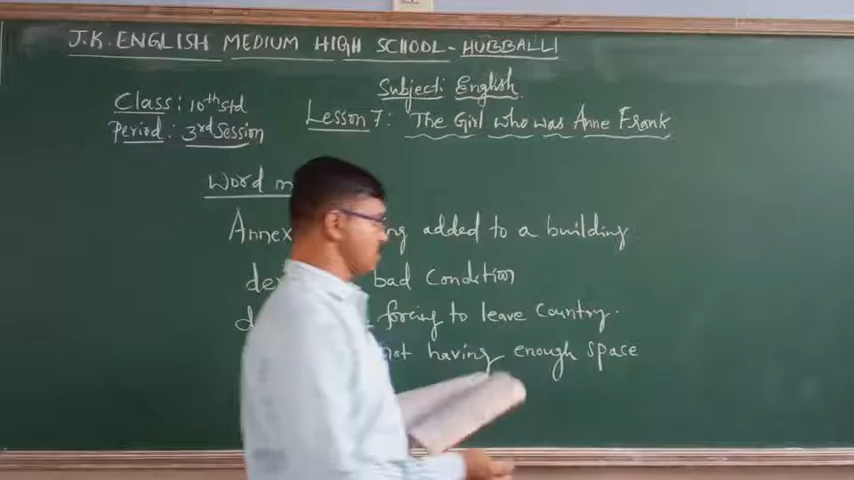 J.K. ENGLISH MEDIUM HIGH SCHOOL - HUBBALLI
Subject: English
Class: 10th std
Lesson 7: The Girl who was Anne Frank
Period: 3rd Session
Word
Annex added to a building
bad condition
forcing to leave country.
not having enough space